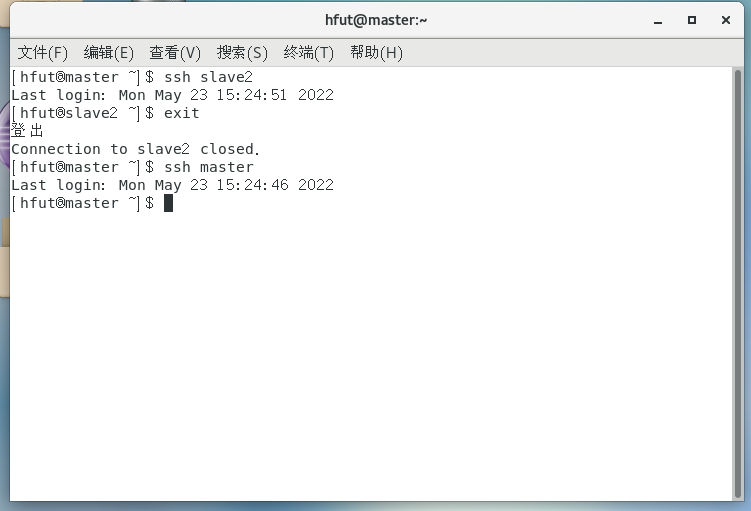 hfut@master:~
文件(F) 编辑(E) 查看(V) 搜索(S) 终端(T) 帮助(H)
[hfut@master ~]$ ssh slave2
Last login: Mon May 23 15:24:51 2022
[hfut@slave2 ~]$ exit
登出
Connection to slave2 closed.
[hfut@master ~]$ ssh master
Last login: Mon May 23 15:24:46 2022
[hfut@master ~]$